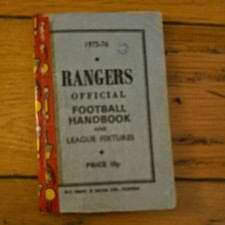 1975-76
RANGERS
OFFICIAL
FOOTBALL
HANDBOOK
AND
LEAGUE FIXTURES
PRICE 10p